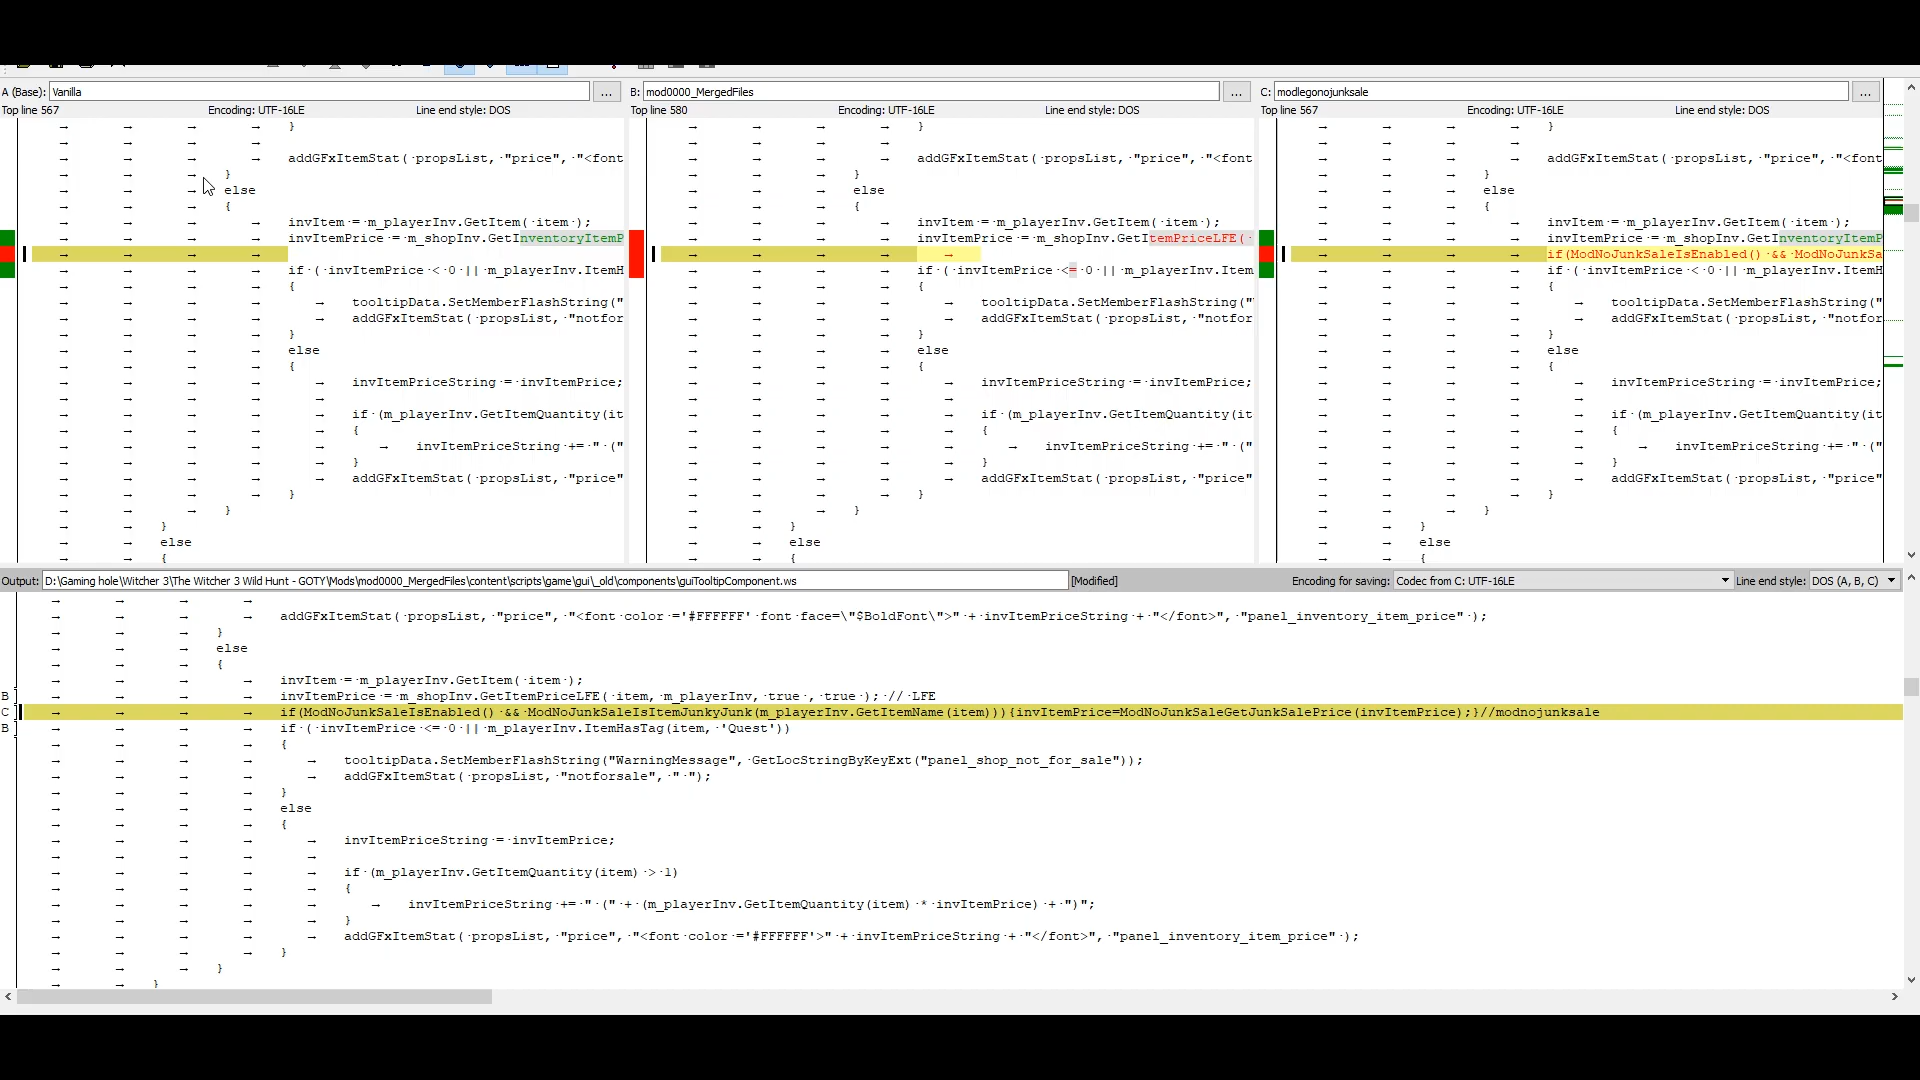 A (Base): Vanilla ... B: mod0000_MergedFiles ... C: modlegonojunksale ...
Top line 567 Encoding: UTF-16LE Line end style: DOS Top line 580 Encoding: UTF-16LE Line end style: DOS Top line 567 Encoding: UTF-16LE Line end style: DOS
→ → → → }
→ → → →
→ → → → addGFxItemStat( ·propsList, ·"price", ·"<font
→ → → }
→ → → else
→ → → {
→ → → → invItem ·= ·m_playerInv.GetItem( ·item ·);
→ → → → invItemPrice ·= ·m_shopInv.GetInventoryItemP
→ → → →
→ → → → if ·( ·invItemPrice ·< ·0 ·|| ·m_playerInv.ItemH
→ → → → {
→ → → → → tooltipData.SetMemberFlashString("
→ → → → → addGFxItemStat( ·propsList, ·"notfor
→ → → → }
→ → → → else
→ → → → {
→ → → → → invItemPriceString ·= ·invItemPrice;
→ → → → →
→ → → → → if· (m_playerInv.GetItemQuantity(it
→ → → → → {
→ → → → → → invItemPriceString ·+= ·" ·("
→ → → → → }
→ → → → → addGFxItemStat( ·propsList, ·"price"
→ → → → }
→ → → }
→ → }
→ → else
→ → {
→ → → → }
→ → → →
→ → → → addGFxItemStat( ·propsList, ·"price", ·"<font
→ → → }
→ → → else
→ → → {
→ → → → invItem ·= ·m_playerInv.GetItem( ·item ·);
→ → → → invItemPrice ·= ·m_shopInv.GetItemPriceLFE( ·
→ → → → →
→ → → → if ·( ·invItemPrice ·<= ·0 ·|| ·m_playerInv.Item
→ → → → {
→ → → → → tooltipData.SetMemberFlashString("
→ → → → → addGFxItemStat( ·propsList, ·"notfor
→ → → → }
→ → → → else
→ → → → {
→ → → → → invItemPriceString ·= ·invItemPrice;
→ → → → →
→ → → → → if· (m_playerInv.GetItemQuantity(it
→ → → → → {
→ → → → → → invItemPriceString ·+= ·" ·("
→ → → → → }
→ → → → → addGFxItemStat( ·propsList, ·"price"
→ → → → }
→ → → }
→ → }
→ → else
→ → {
→ → → → }
→ → → →
→ → → → addGFxItemStat( ·propsList, ·"price", ·"<font
→ → → }
→ → → else
→ → → {
→ → → → invItem ·= ·m_playerInv.GetItem( ·item ·);
→ → → → invItemPrice ·= ·m_shopInv.GetInventoryItemP
→ → → → if(ModNoJunkSaleIsEnabled() ·&& ·ModNoJunkSa
→ → → → if ·( ·invItemPrice ·< ·0 ·|| ·m_playerInv.ItemH
→ → → → {
→ → → → → tooltipData.SetMemberFlashString("
→ → → → → addGFxItemStat( ·propsList, ·"notfor
→ → → → }
→ → → → else
→ → → → {
→ → → → → invItemPriceString ·= ·invItemPrice;
→ → → → →
→ → → → → if· (m_playerInv.GetItemQuantity(it
→ → → → → {
→ → → → → → invItemPriceString ·+= ·" ·("
→ → → → → }
→ → → → → addGFxItemStat( ·propsList, ·"price"
→ → → → }
→ → → }
→ → }
→ → else
→ → {
Output: D:\Gaming hole\Witcher 3\The Witcher 3 Wild Hunt - GOTY\Mods\mod0000_MergedFiles\content\scripts\game\gui\_old\components\guiTooltipComponent.ws [Modified] Encoding for saving: Codec from C: UTF-16LE Line end style: DOS (A, B, C)
→ → → →
→ → → → addGFxItemStat( ·propsList, ·"price", ·"<font ·color ·='#FFFFFF' ·font ·face=\"$BoldFont\">" ·+ ·invItemPriceString ·+ ·"</font>", ·"panel_inventory_item_price" ·);
→ → → }
→ → → else
→ → → {
→ → → → invItem ·= ·m_playerInv.GetItem( ·item ·);
B → → → → invItemPrice ·= ·m_shopInv.GetItemPriceLFE( ·item, ·m_playerInv, ·true ·, ·true ·); ·// ·LFE
C → → → → if(ModNoJunkSaleIsEnabled() ·&& ·ModNoJunkSaleIsItemJunkyJunk(m_playerInv.GetItemName(item))){invItemPrice=ModNoJunkSaleGetJunkSalePrice(invItemPrice);}//modnojunksale
B → → → → if ·( ·invItemPrice ·<= ·0 ·|| ·m_playerInv.ItemHasTag(item, ·'Quest'))
→ → → → {
→ → → → → tooltipData.SetMemberFlashString("WarningMessage", ·GetLocStringByKeyExt("panel_shop_not_for_sale"));
→ → → → → addGFxItemStat( ·propsList, ·"notforsale", ·" ·");
→ → → → }
→ → → → else
→ → → → {
→ → → → → invItemPriceString ·= ·invItemPrice;
→ → → → →
→ → → → → if ·(m_playerInv.GetItemQuantity(item) ·> ·1)
→ → → → → {
→ → → → → → invItemPriceString ·+= ·" ·(" ·+ ·(m_playerInv.GetItemQuantity(item) ·* ·invItemPrice) ·+ ·")";
→ → → → → }
→ → → → → addGFxItemStat( ·propsList, ·"price", ·"<font ·color ·='#FFFFFF'>" ·+ ·invItemPriceString ·+ ·"</font>", ·"panel_inventory_item_price" ·);
→ → → → }
→ → → }
→ → }